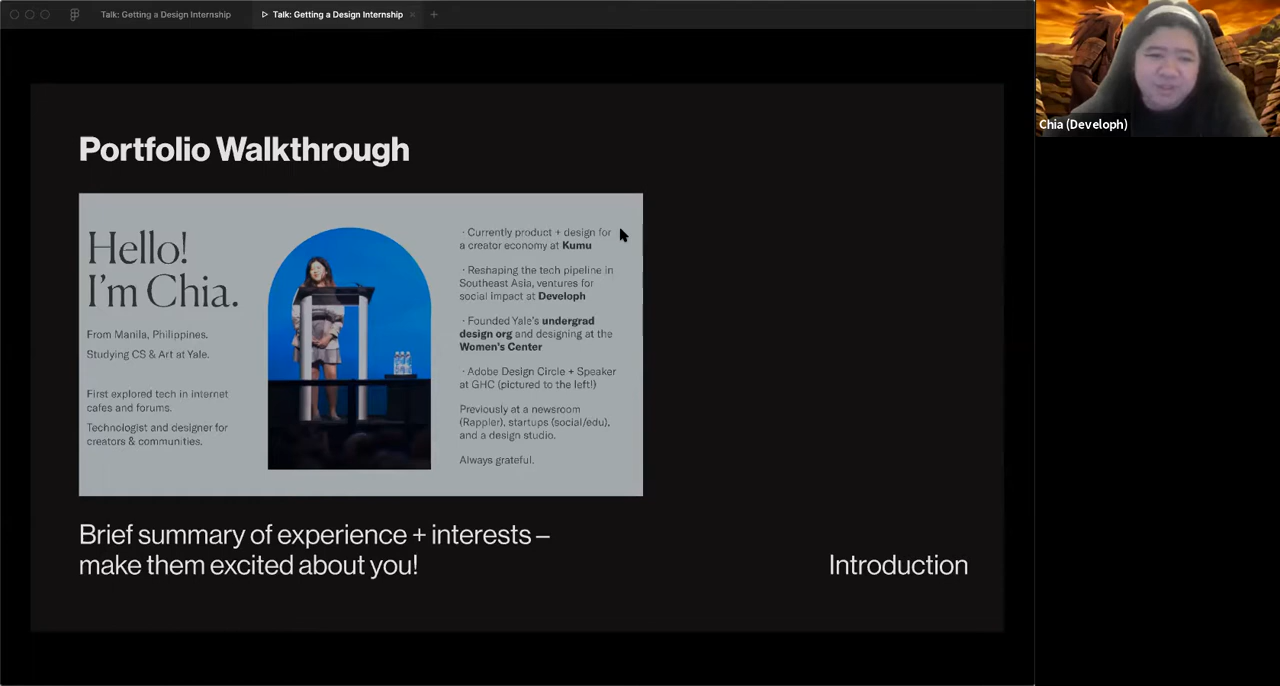 Talk: Getting a Design Internship
Talk: Getting a Design Internship
Chia (Developh)
Portfolio Walkthrough
Hello!
I'm Chia.
From Manila, Philippines.
Studying CS & Art at Yale.
First explored tech in internet
cafes and forums.
Technologist and designer for
creators & communities.
· Currently product + design for
a creator economy at Kumu
· Reshaping the tech pipeline in
Southeast Asia, ventures for
social impact at Developh
· Founded Yale's undergrad
design org and designing at the
Women's Center
· Adobe Design Circle + Speaker
at GHC (pictured to the left!)
Previously at a newsroom
(Rappler), startups (social/edu),
and a design studio.
Always grateful.
Brief summary of experience + interests –
make them excited about you!
Introduction